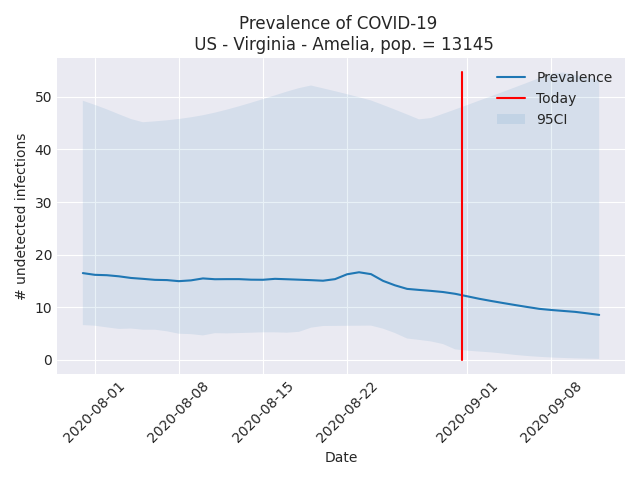 Prevalence of COVID-19
US - Virginia - Amelia, pop. = 13145
Prevalence
Today
95CI
# undetected infections
50
40
30
20
10
0
2020-08-01
2020-08-08
2020-08-15
2020-08-22
2020-09-01
2020-09-08
Date